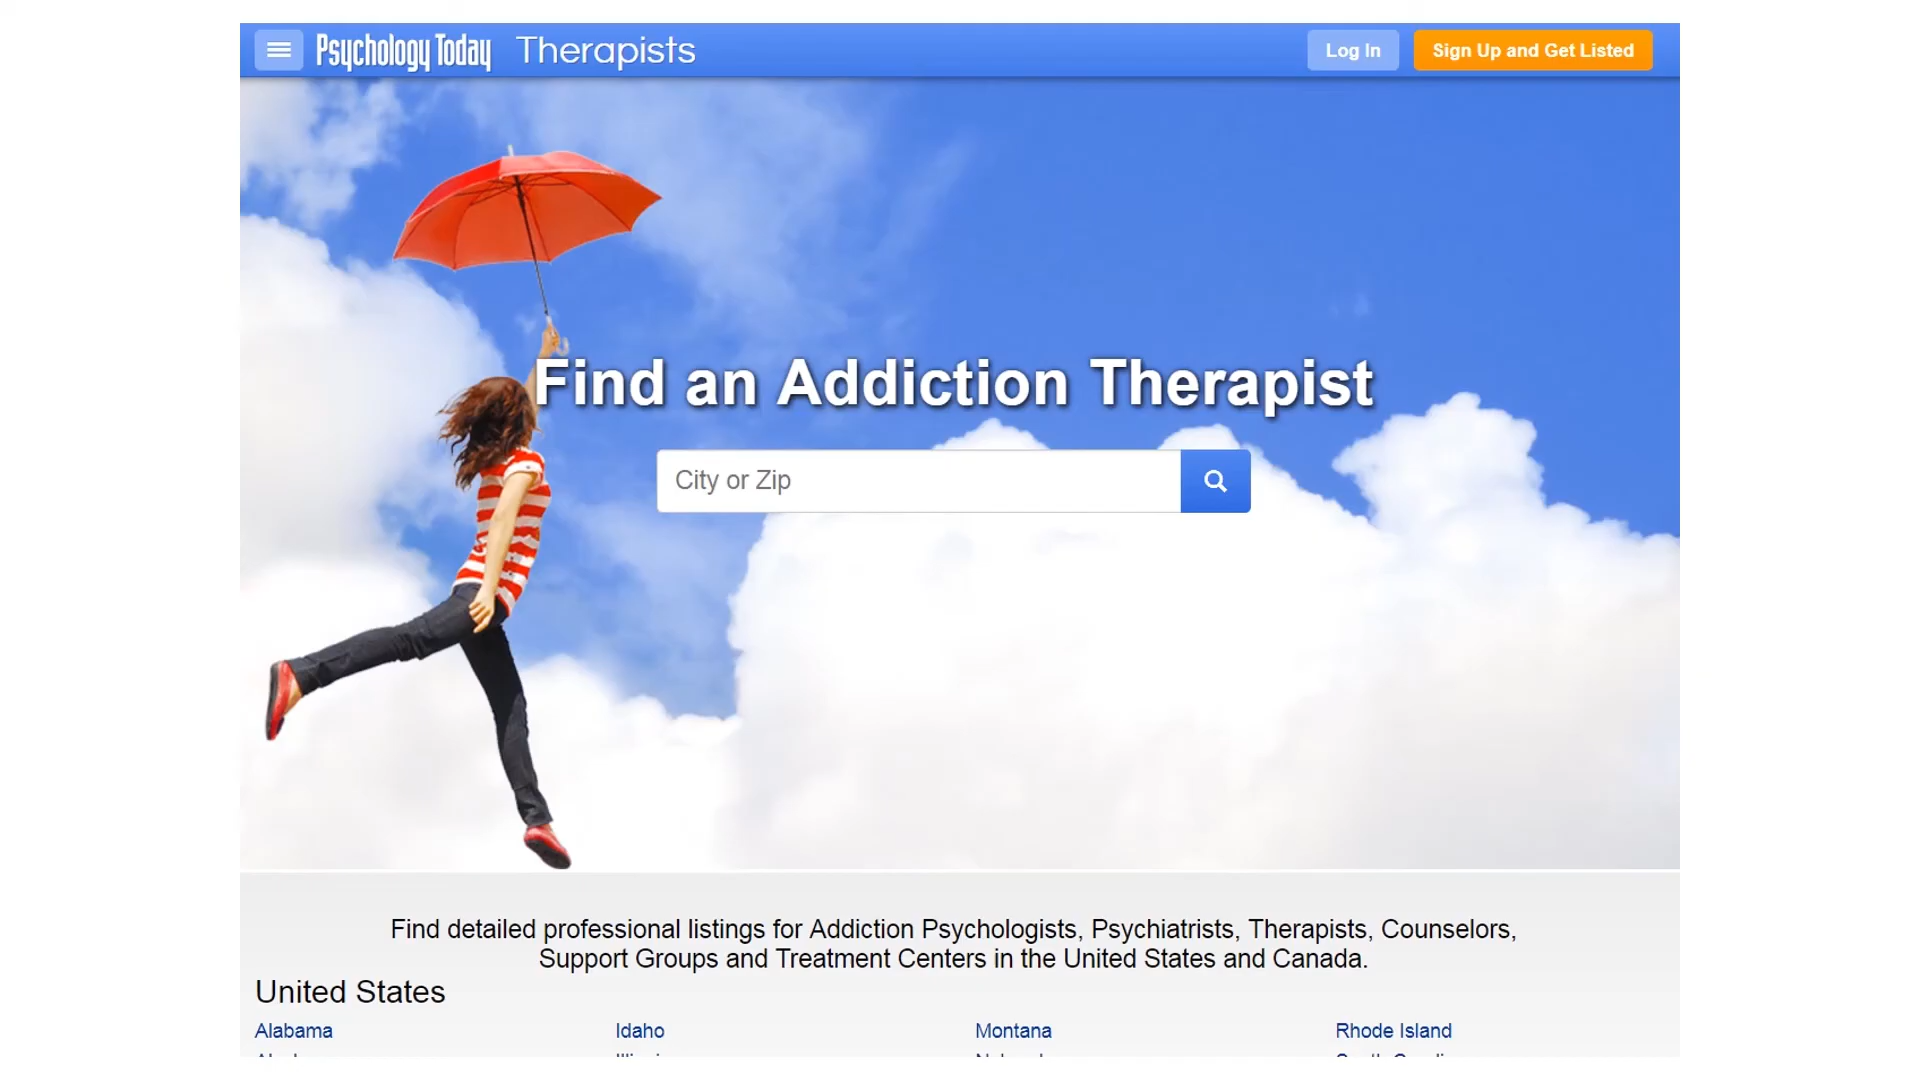 Psychology Today Therapists Log In Sign Up and Get Listed
Find an Addiction Therapist
City or Zip
Find detailed professional listings for Addiction Psychologists, Psychiatrists, Therapists, Counselors,
Support Groups and Treatment Centers in the United States and Canada.
United States
Alabama Idaho Montana Rhode Island